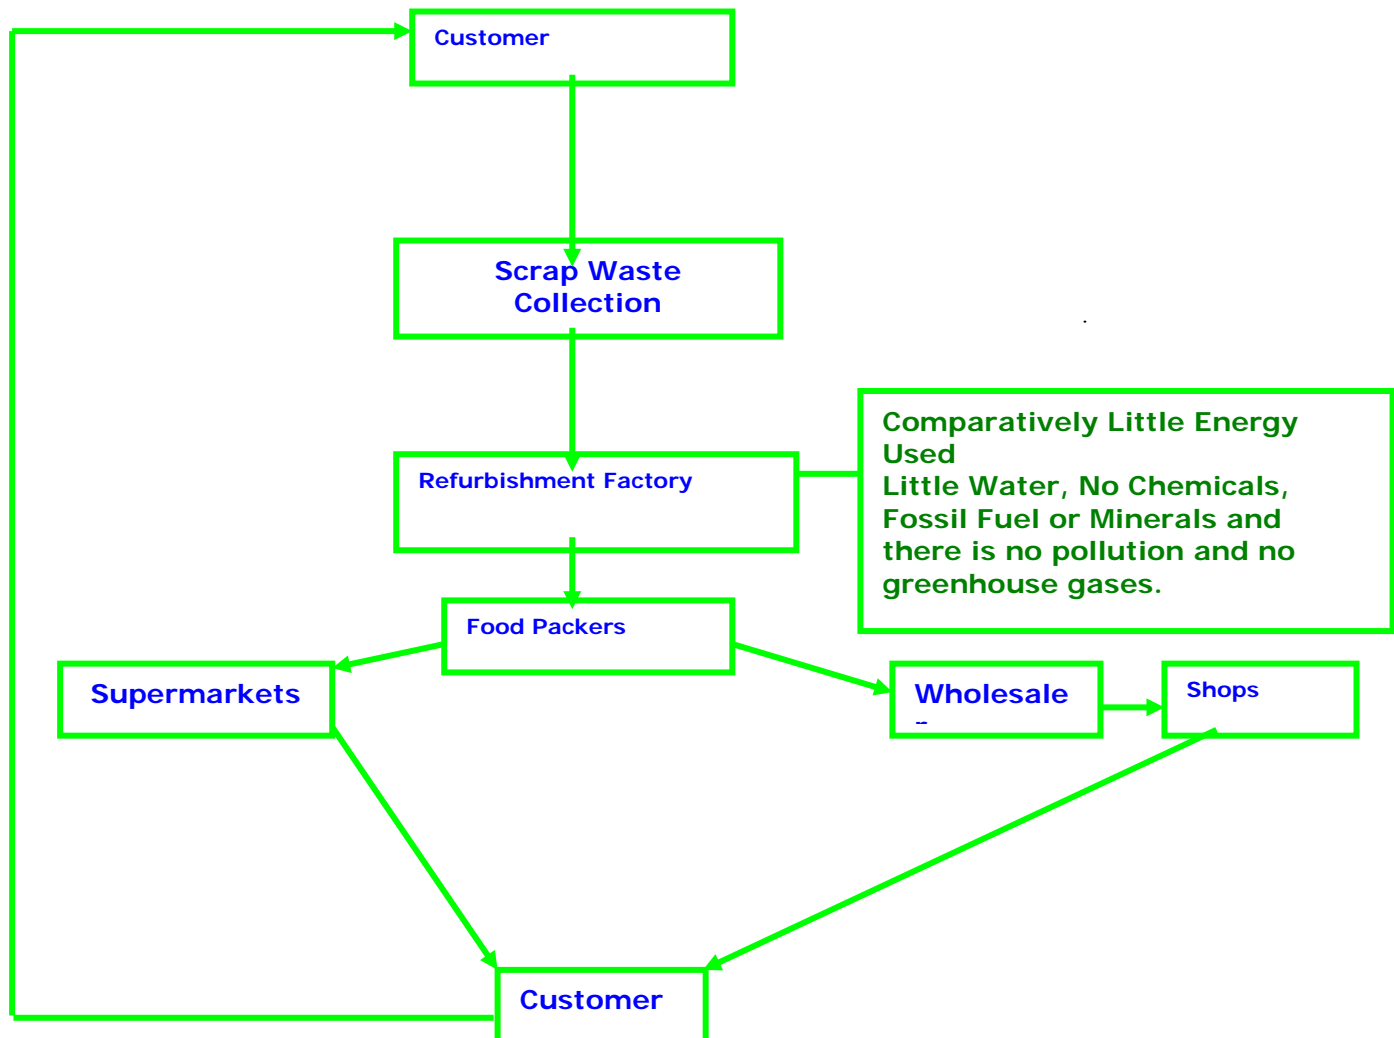 Customer
Scrap Waste
Collection
Refurbishment Factory
Comparatively Little Energy
Used
Little Water, No Chemicals,
Fossil Fuel or Minerals and
there is no pollution and no
greenhouse gases.
Food Packers
Supermarkets
Wholesale
Shops
Customer